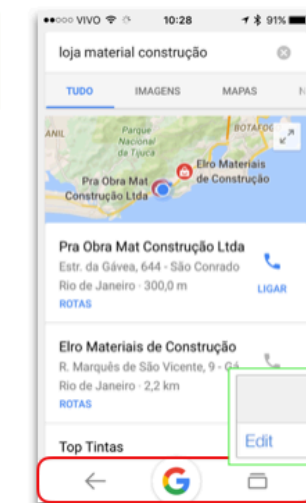 VIVO 10:28 91%
loja material construção
TUDO IMAGENS MAPAS N
ANIL
Parque
Nacional
da Tijuca
BOTAFOG
Elro Materiais
de Construção
Pra Obra Mat
Construção Ltda
Pra Obra Mat Construção Ltda
Estr. da Gávea, 644 - São Conrado
Rio de Janeiro · 300,0 m
LIGAR
ROTAS
Elro Materiais de Construção
R. Marquês de São Vicente, 9 - Gá
Rio de Janeiro · 2,2 km
ROTAS
Edit
Top Tintas
G